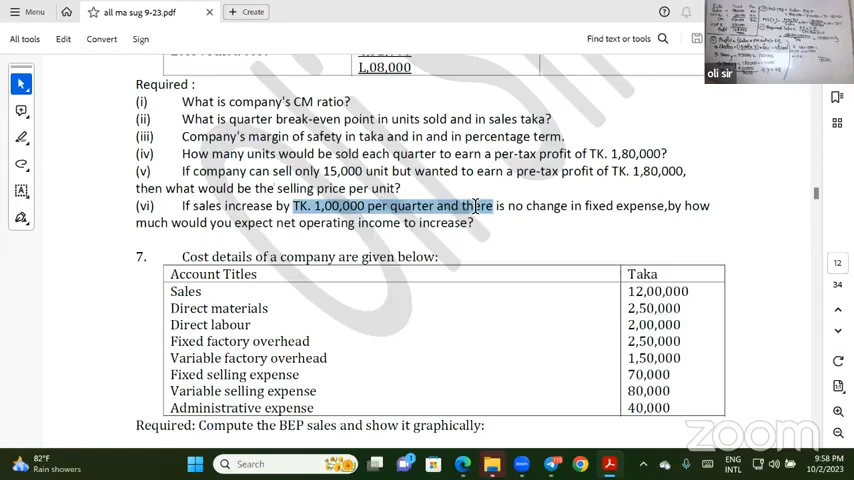 Menu
all ma sug 9-23.pdf
+ Create
All tools
Edit
Convert
Sign
Find text or tools
oli sir
L,08,000
Required :
(i) What is company's CM ratio?
(ii) What is quarter break-even point in units sold and in sales taka?
(iii) Company's margin of safety in taka and in and in percentage term.
(iv) How many units would be sold each quarter to earn a per-tax profit of TK. 1,80,000?
(v) If company can sell only 15,000 unit but wanted to earn a pre-tax profit of TK. 1,80,000,
then what would be the selling price per unit?
(vi) If sales increase by TK. 1,00,000 per quarter and there is no change in fixed expense,by how
much would you expect net operating income to increase?
7. Cost details of a company are given below:
Account Titles Taka
Sales 12,00,000
Direct materials 2,50,000
Direct labour 2,00,000
Fixed factory overhead 2,50,000
Variable factory overhead 1,50,000
Fixed selling expense 70,000
Variable selling expense 80,000
Administrative expense 40,000
Required: Compute the BEP sales and show it graphically:
12
34
zoom
82°F
Rain showers
Search
ENG
INTL
9:58 PM
10/2/2023